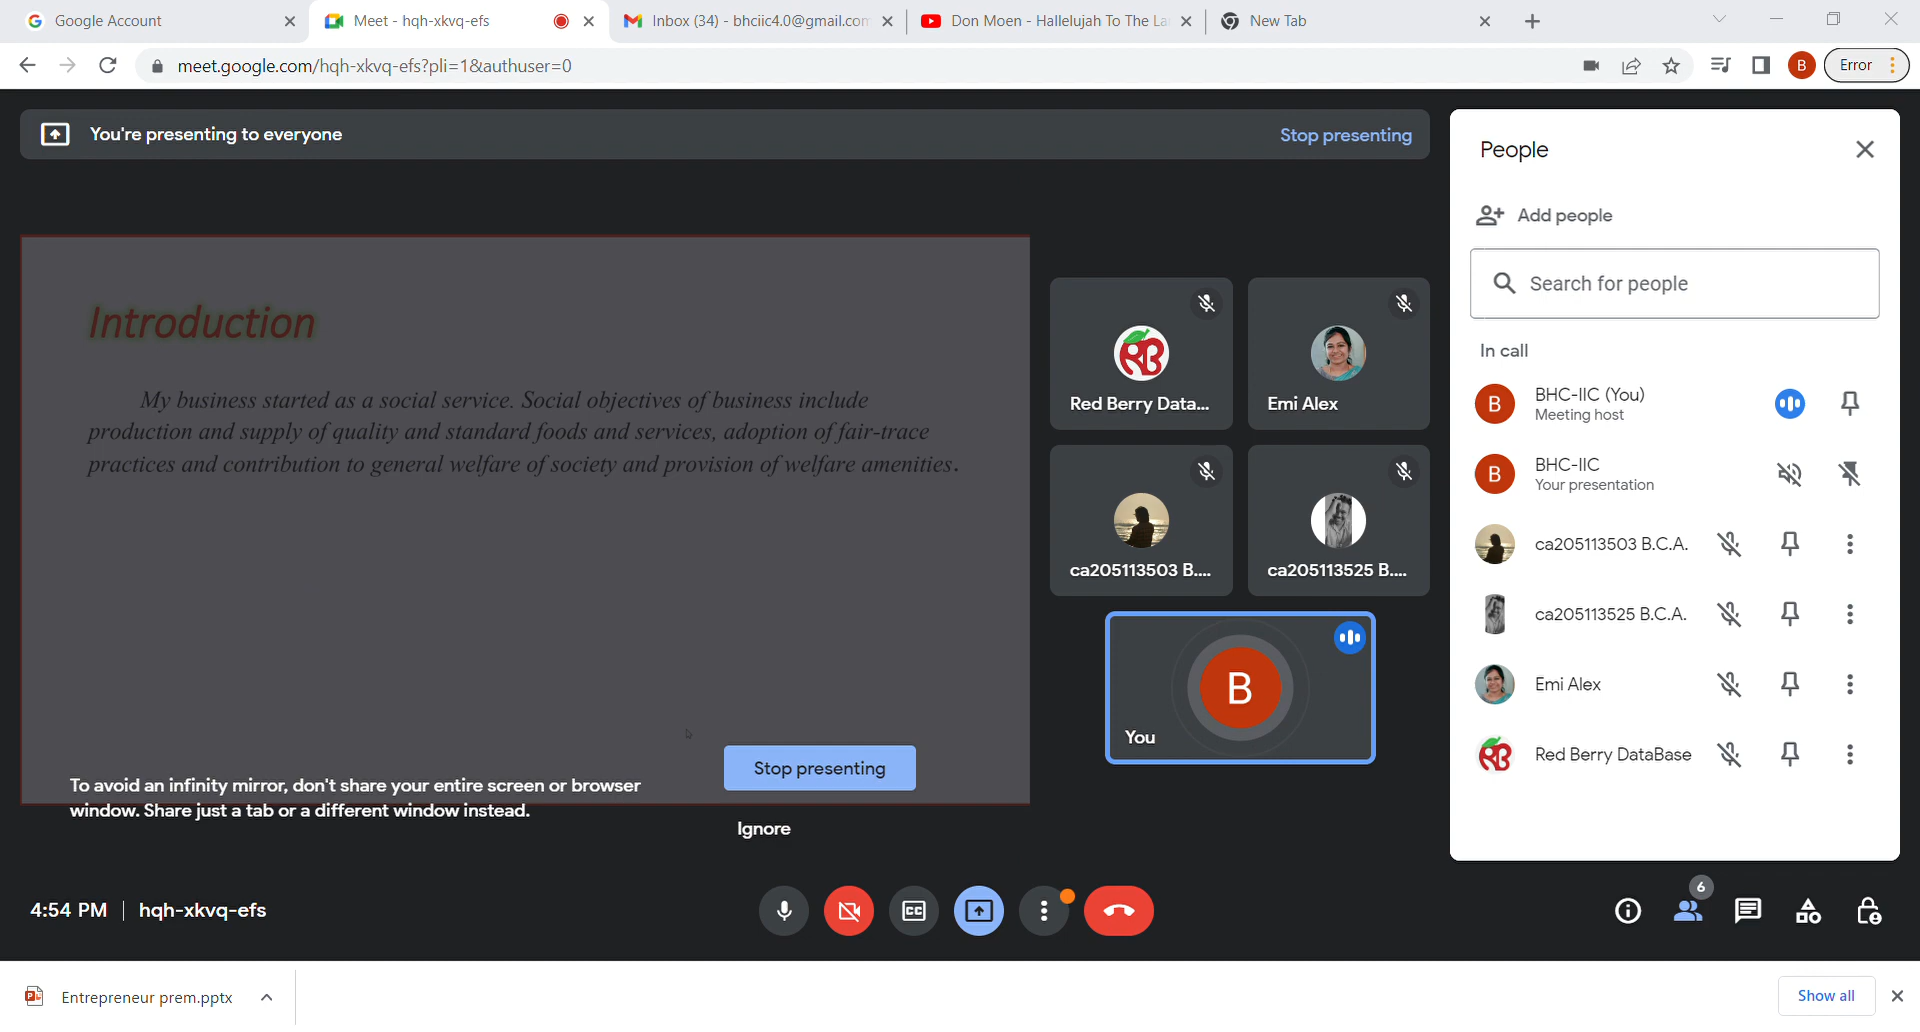 Google Account
Meet - hqh-xkvq-efs
Inbox (34) - bhciic4.0@gmail.com
Don Moen - Hallelujah To The La
New Tab
meet.google.com/hqh-xkvq-efs?pli=1&authuser=0
B
Error
You're presenting to everyone
Stop presenting
Introduction
My business started as a social service. Social objectives of business include
production and supply of quality and standard foods and services, adoption of fair-trace
practices and contribution to general welfare of society and provision of welfare amenities.
To avoid an infinity mirror, don't share your entire screen or browser
window. Share just a tab or a different window instead.
Stop presenting
Ignore
RB
Red Berry Data...
Emi Alex
ca205113503 B....
ca205113525 B....
B
You
People
Add people
Search for people
In call
B
BHC-IIC (You)
Meeting host
B
BHC-IIC
Your presentation
ca205113503 B.C.A.
ca205113525 B.C.A.
Emi Alex
RB
Red Berry DataBase
4:54 PM
hqh-xkvq-efs
CC
6
Entrepreneur prem.pptx
Show all